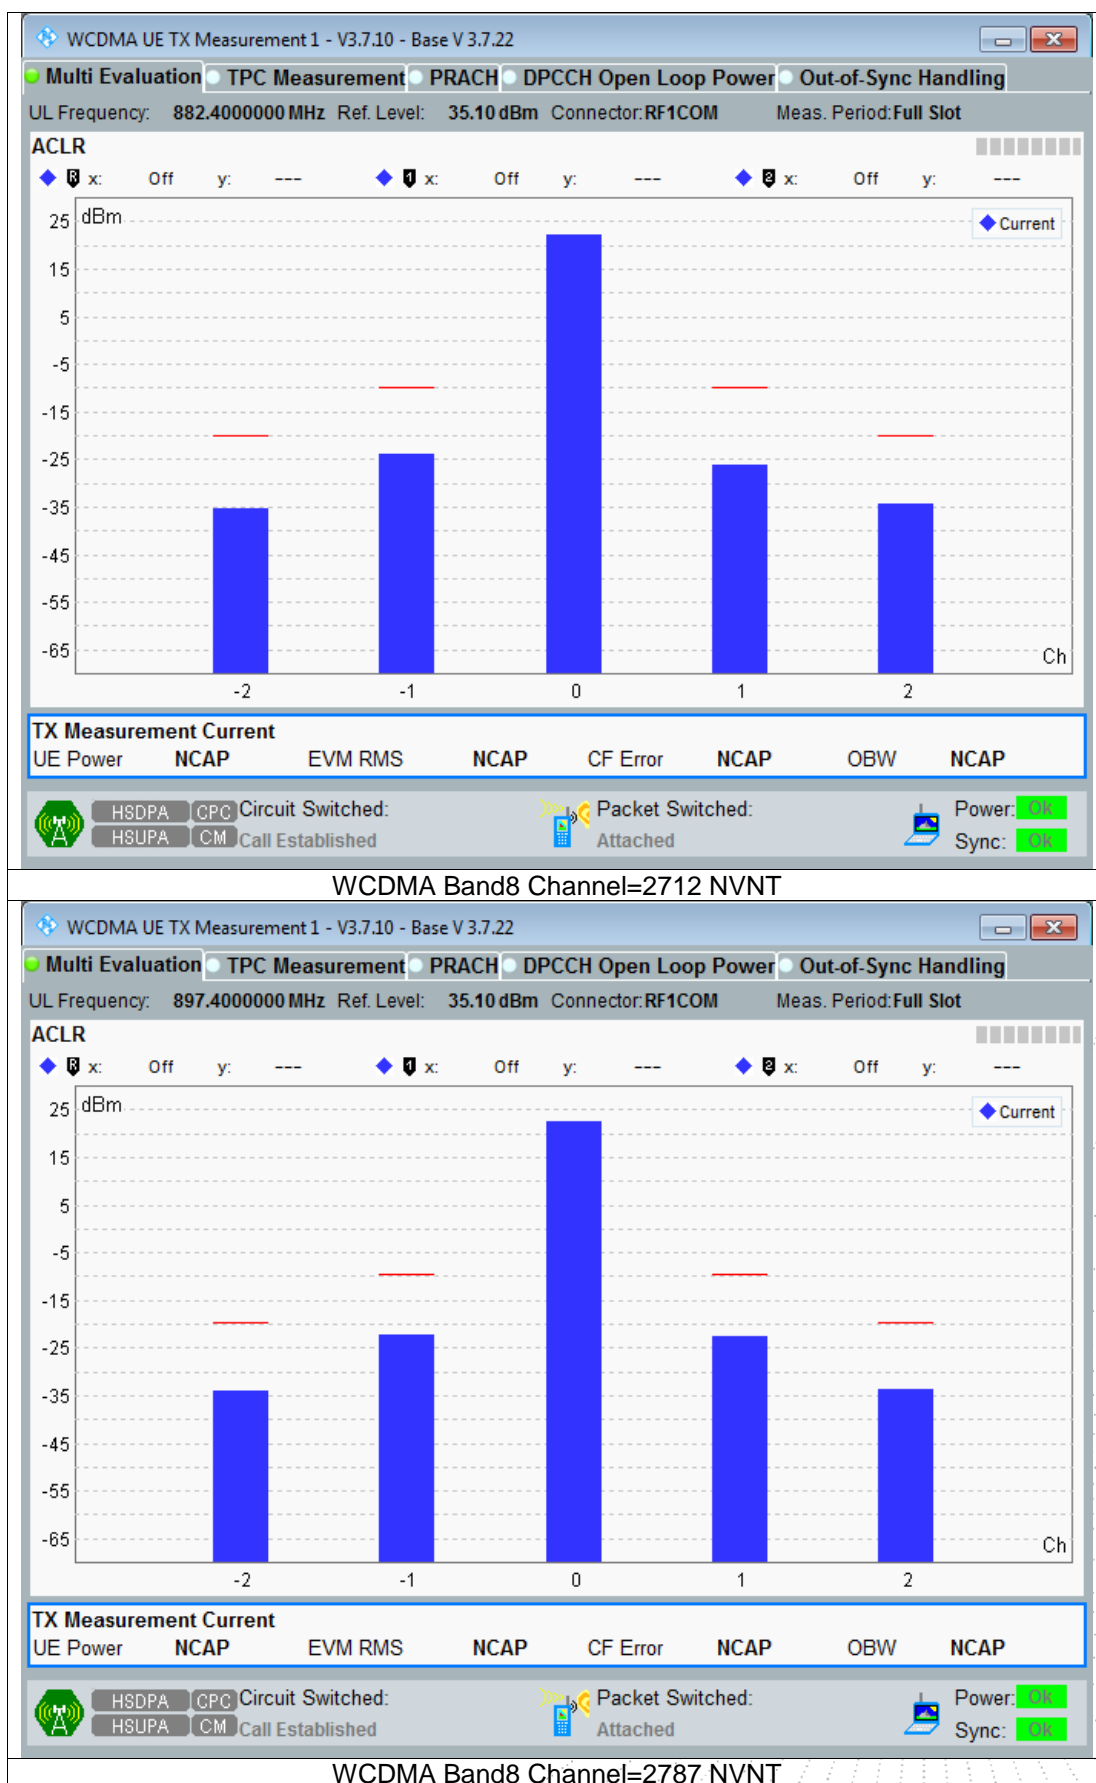 WCDMA UE TX Measurement 1 - V3.7.10 - Base V 3.7.22
Multi Evaluation TPC Measurement PRACH DPCCH Open Loop Power Out-of-Sync Handling
UL Frequency: 882.4000000 MHz Ref. Level: 35.10 dBm Connector: RF1COM Meas. Period: Full Slot
ACLR
R x: Off y: --- 1 x: Off y: --- 2 x: Off y: ---
dBm
Current
25
15
5
-5
-15
-25
-35
-45
-55
-65
Ch
-2 -1 0 1 2
TX Measurement Current
UE Power NCAP EVM RMS NCAP CF Error NCAP OBW NCAP
HSDPA CPC Circuit Switched: Packet Switched: Power: Ok
HSUPA CM Call Established Attached Sync: Ok
WCDMA Band8 Channel=2712 NVNT
WCDMA UE TX Measurement 1 - V3.7.10 - Base V 3.7.22
Multi Evaluation TPC Measurement PRACH DPCCH Open Loop Power Out-of-Sync Handling
UL Frequency: 897.4000000 MHz Ref. Level: 35.10 dBm Connector: RF1COM Meas. Period: Full Slot
ACLR
R x: Off y: --- 1 x: Off y: --- 2 x: Off y: ---
dBm
Current
25
15
5
-5
-15
-25
-35
-45
-55
-65
Ch
-2 -1 0 1 2
TX Measurement Current
UE Power NCAP EVM RMS NCAP CF Error NCAP OBW NCAP
HSDPA CPC Circuit Switched: Packet Switched: Power: Ok
HSUPA CM Call Established Attached Sync: Ok
WCDMA Band8 Channel=2787 NVNT